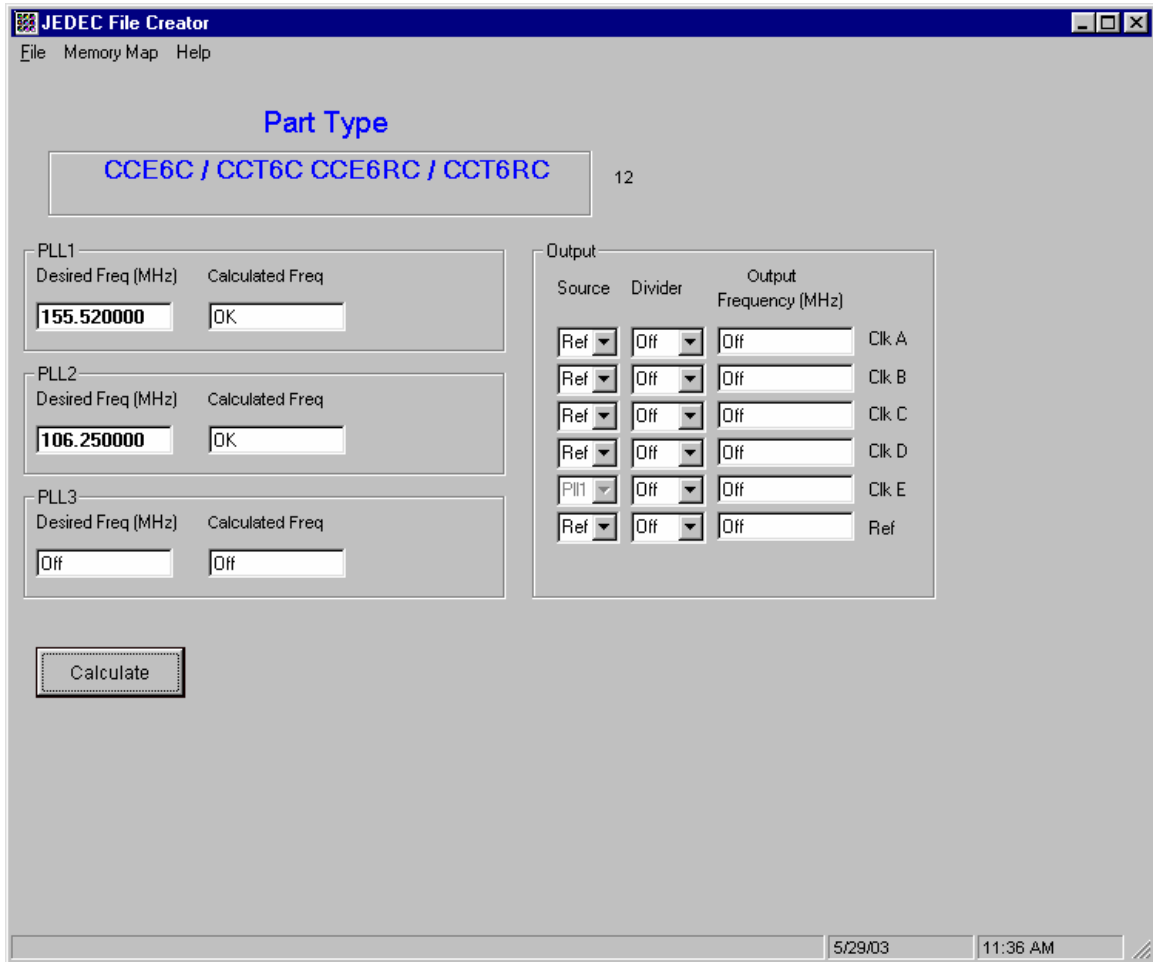 JEDEC File Creator
File Memory Map Help
Part Type
CCE6C / CCT6C CCE6RC / CCT6RC
12
PLL1
Desired Freq (MHz) Calculated Freq
155.520000 OK
PLL2
Desired Freq (MHz) Calculated Freq
106.250000 OK
PLL3
Desired Freq (MHz) Calculated Freq
Off Off
Calculate
Output
Source Divider Output Frequency (MHz)
Ref Off Off Clk A
Ref Off Off Clk B
Ref Off Off Clk C
Ref Off Off Clk D
Pll1 Off Off Clk E
Ref Off Off Ref
5/29/03 11:36 AM